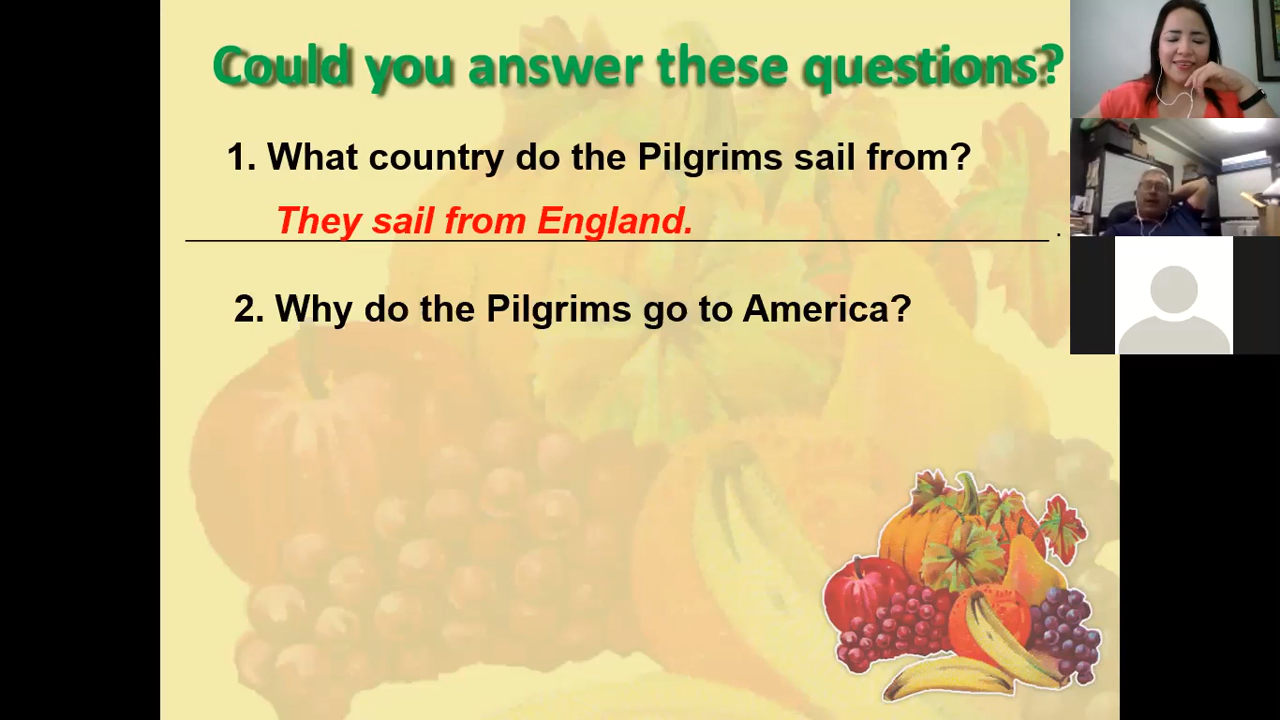 Could you answer these questions?
1. What country do the Pilgrims sail from?
They sail from England.
.
2. Why do the Pilgrims go to America?